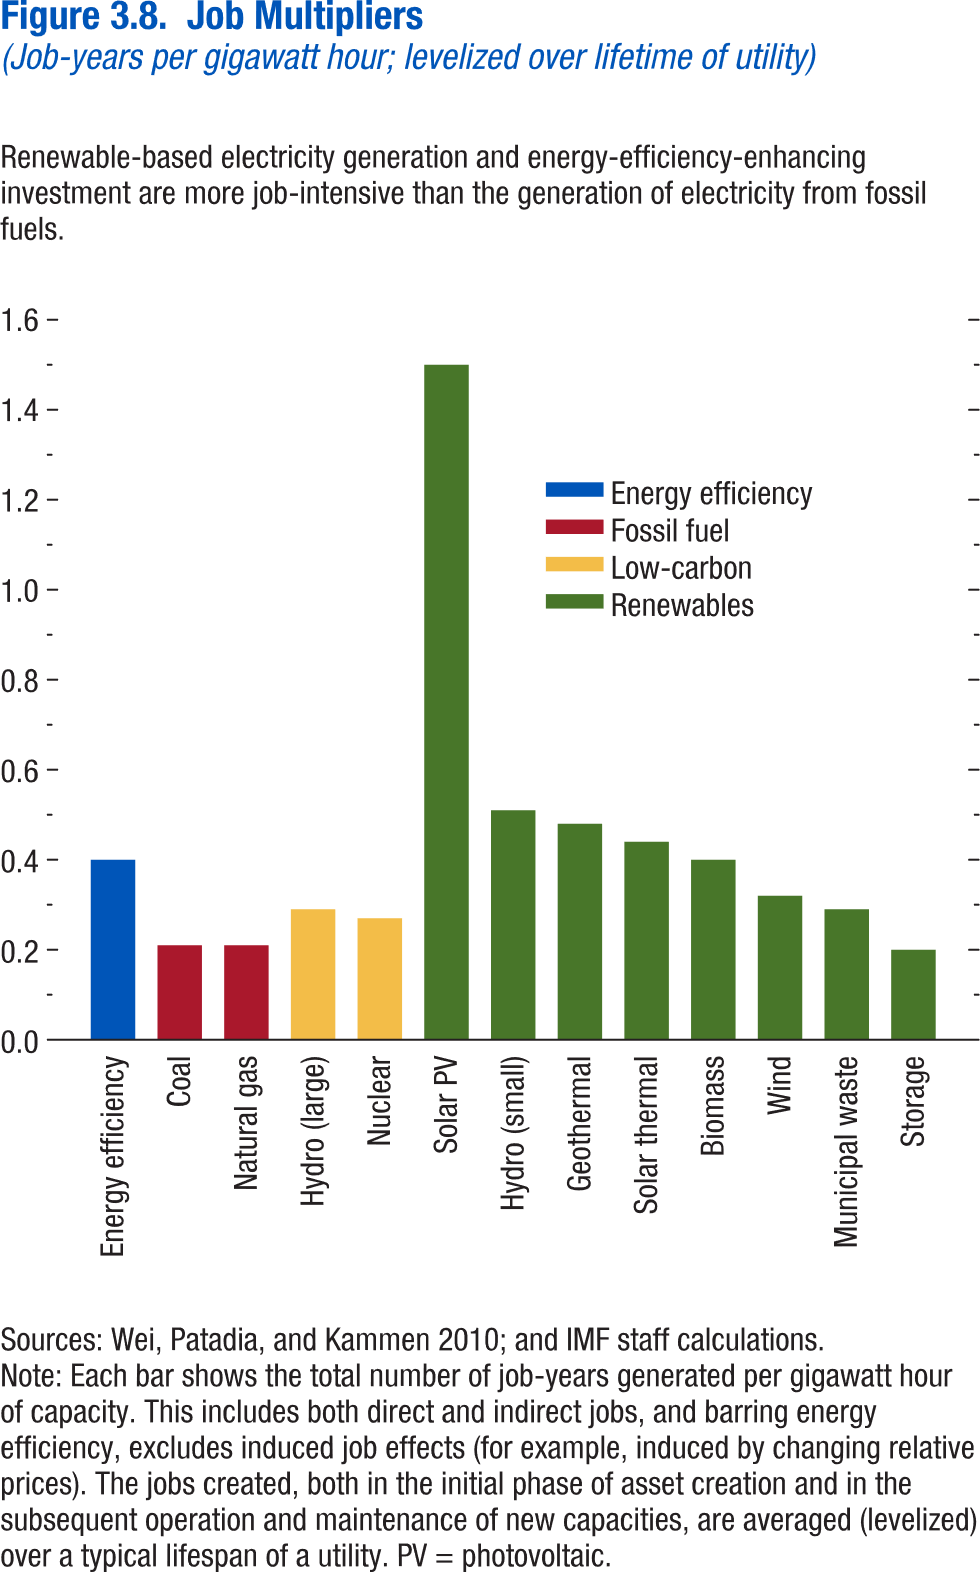 Figure 3.8.  Job Multipliers
(Job-years per gigawatt hour; levelized over lifetime of utility)
Renewable-based electricity generation and energy-efficiency-enhancing
investment are more job-intensive than the generation of electricity from fossil
fuels.
1.6
1.4
1.2
1.0
0.8
0.6
0.4
0.2
0.0
Energy efficiency
Fossil fuel
Low-carbon
Renewables
Energy efficiency
Coal
Natural gas
Hydro (large)
Nuclear
Solar PV
Hydro (small)
Geothermal
Solar thermal
Biomass
Wind
Municipal waste
Storage
Sources: Wei, Patadia, and Kammen 2010; and IMF staff calculations.
Note: Each bar shows the total number of job-years generated per gigawatt hour
of capacity. This includes both direct and indirect jobs, and barring energy
efficiency, excludes induced job effects (for example, induced by changing relative
prices). The jobs created, both in the initial phase of asset creation and in the
subsequent operation and maintenance of new capacities, are averaged (levelized)
over a typical lifespan of a utility. PV = photovoltaic.